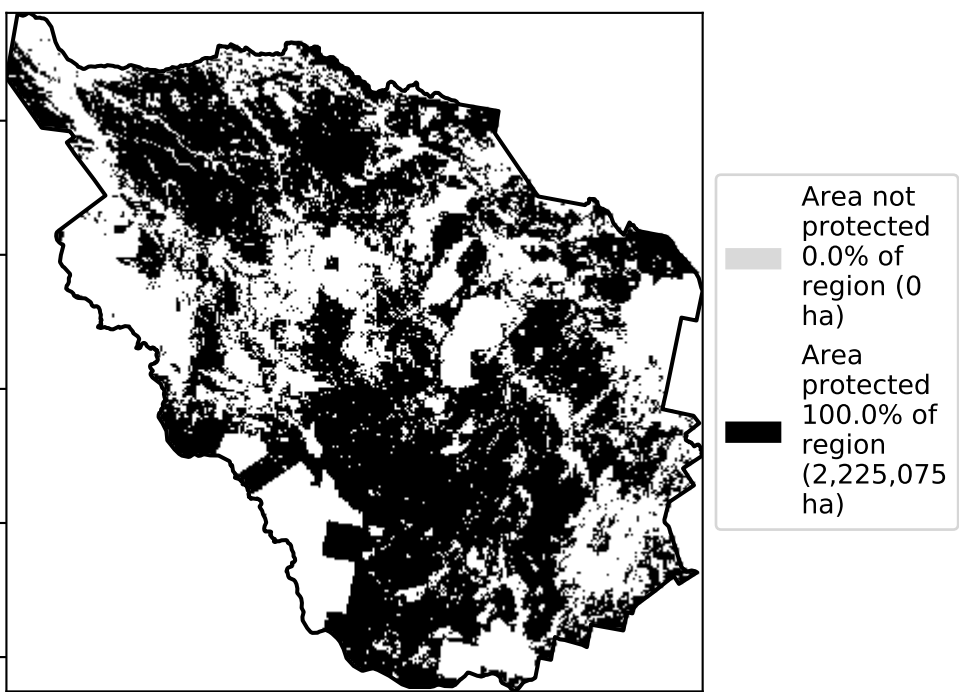 Area not
protected
0.0% of
region (0
ha)
Area
protected
100.0% of
region
(2,225,075
ha)